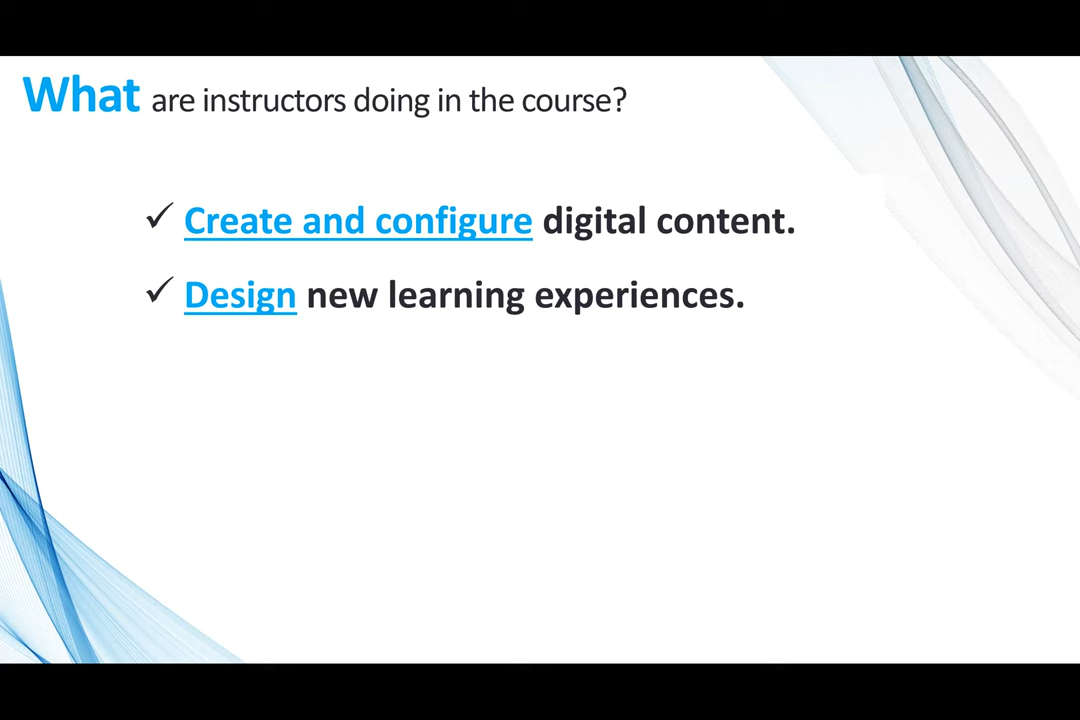 What are instructors doing in the course?
✓ Create and configure digital content.
✓ Design new learning experiences.